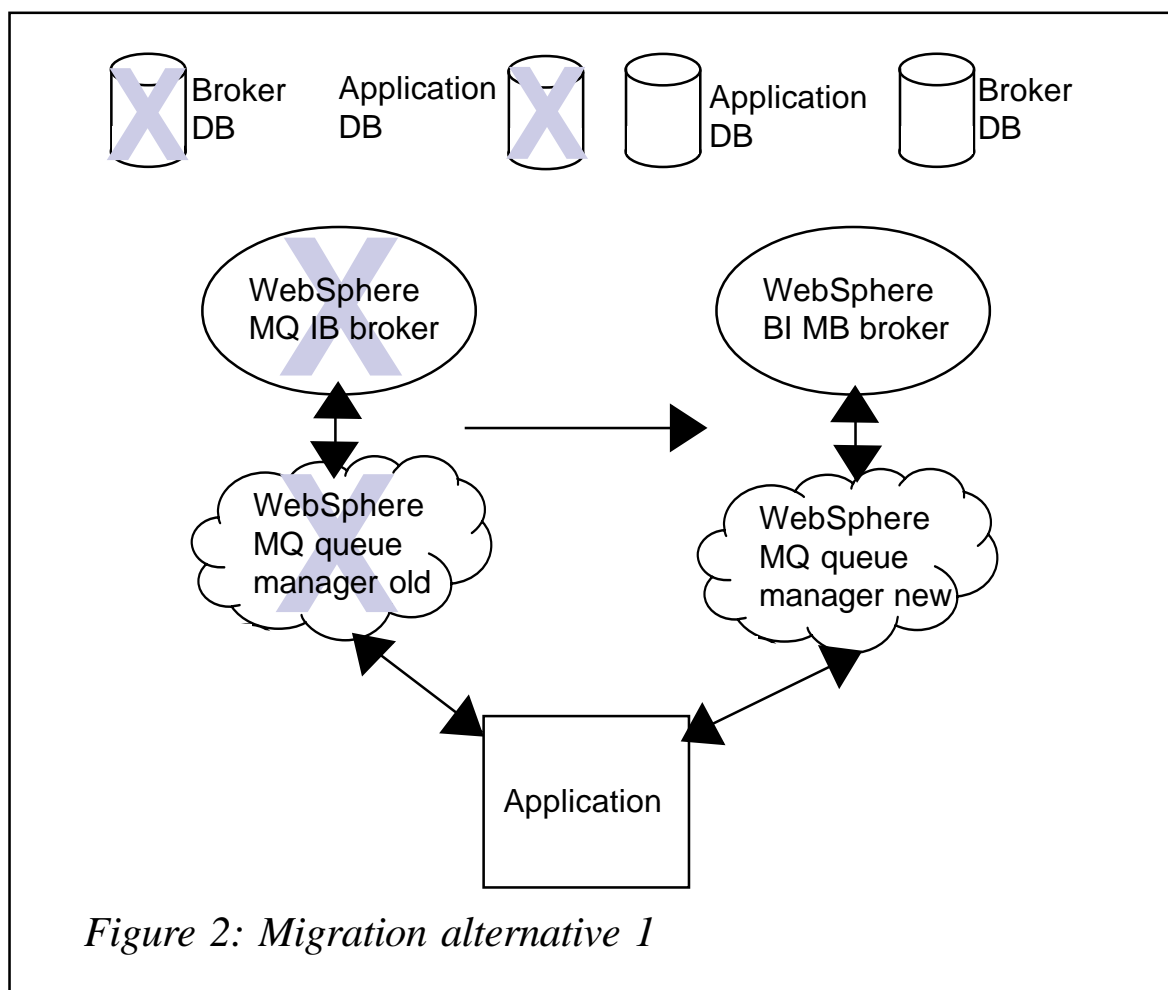 Broker
DB
Application
DB
Application
DB
Broker
DB
WebSphere
MQ IB broker
WebSphere
BI MB broker
WebSphere
MQ queue
manager old
WebSphere
MQ queue
manager new
Application
Figure 2: Migration alternative 1